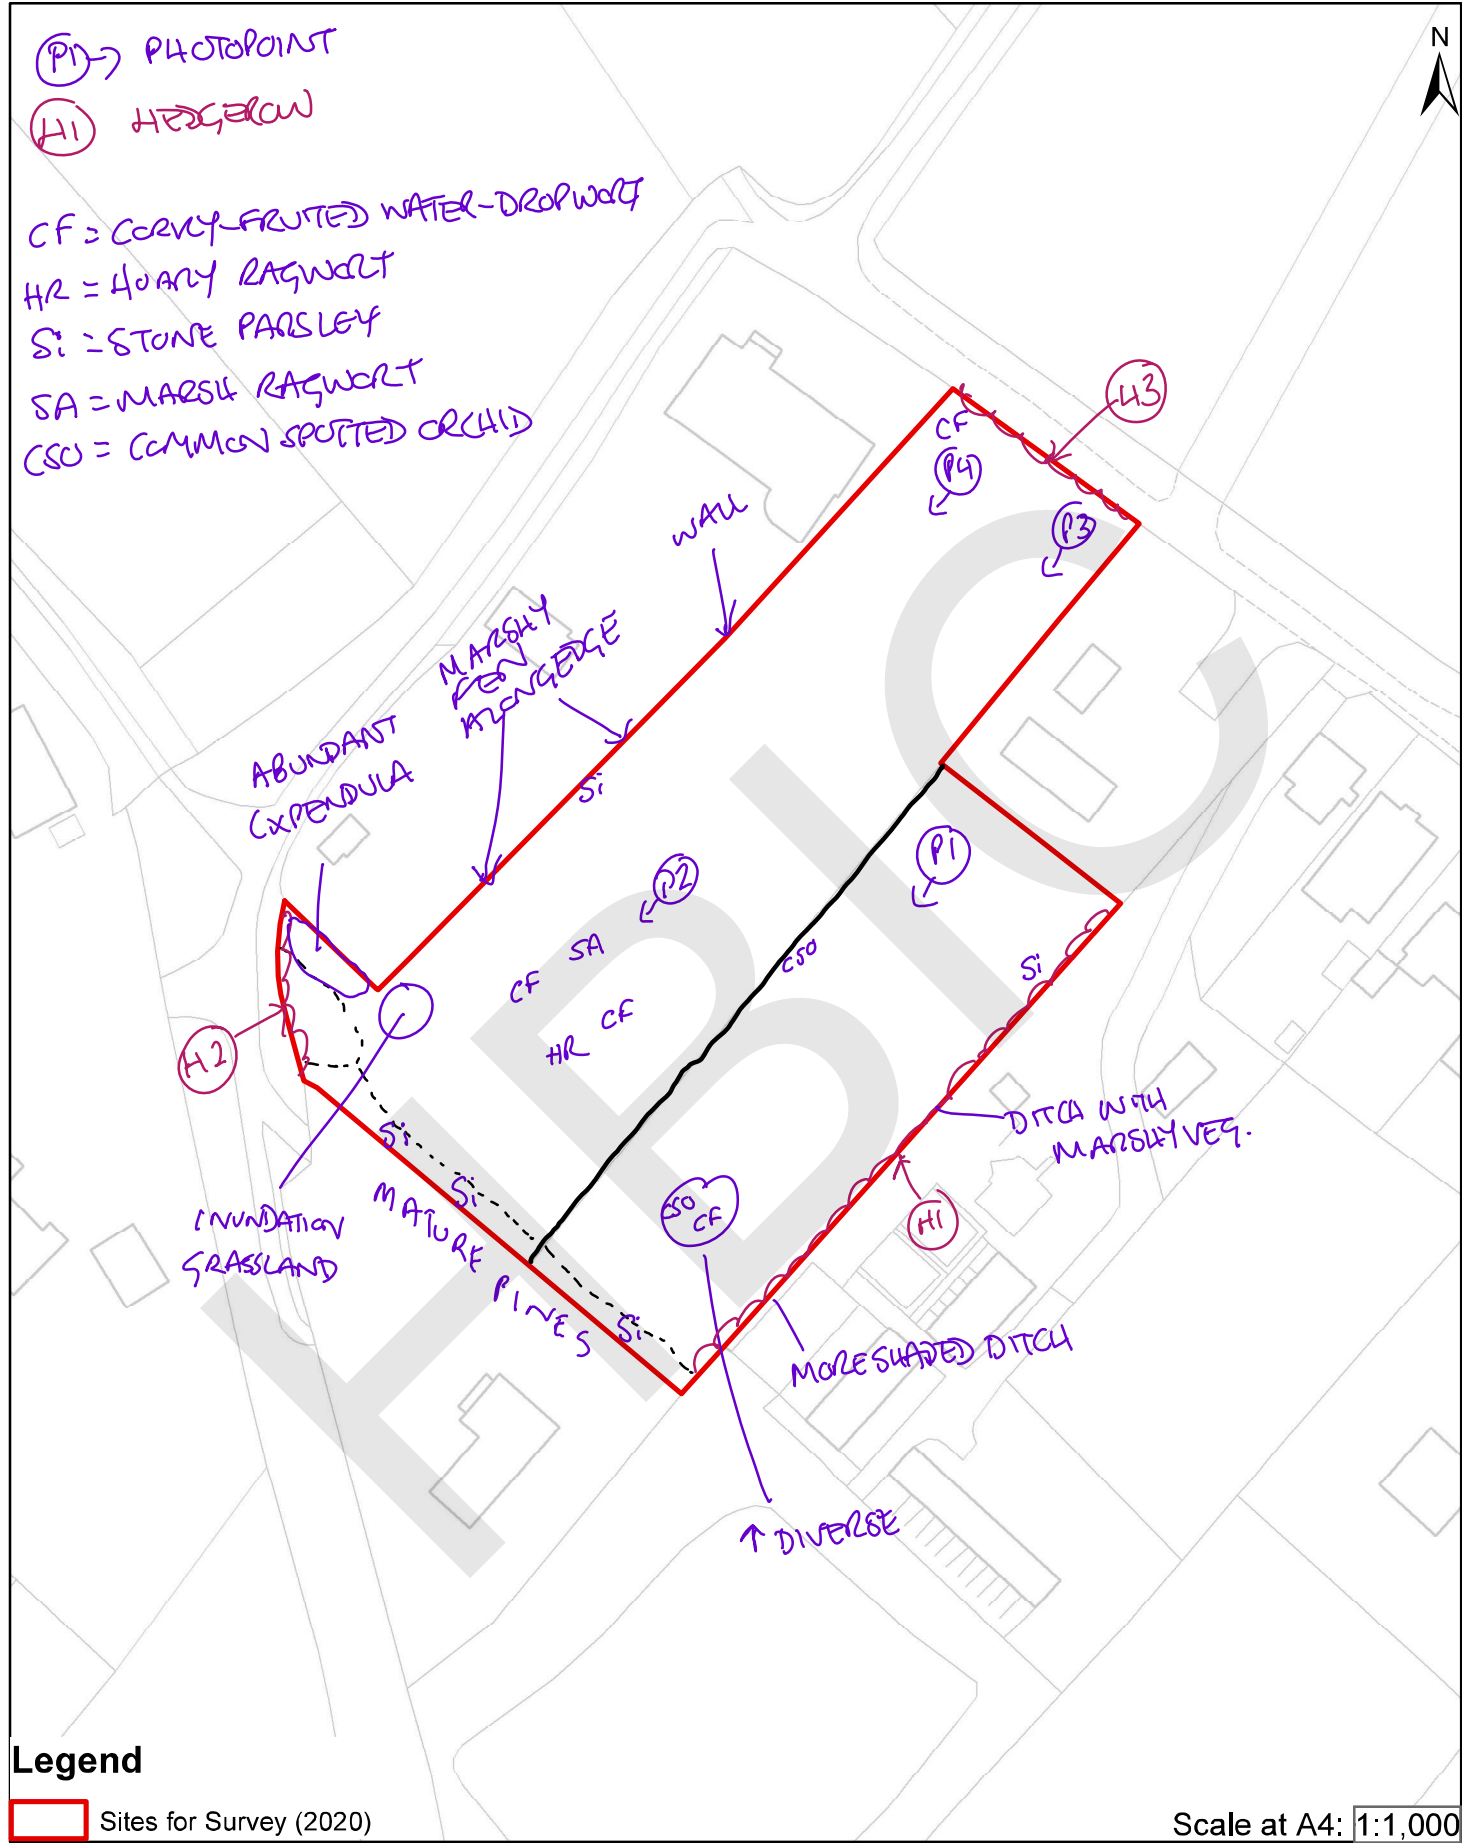 P1 → PHOTOPOINT
H1 HEDGEROW
N
CF = CORKY-FRUITED WATER-DROPWORT
HR = HOARY RAGWORT
Si = STONE PARSLEY
SA = MARSH RAGWORT
CSO = COMMON SPOTTED ORCHID
H3
CF
P4
P3
WALL
MARSHY
FEN
ALONG EDGE
Si
ABUNDANT
P1
P2
SA
CSO
Si
CF
CF
HR
H2
DITCH WITH
MARSHY VEG.
Si
Si
CSO
CF
H1
INUNDATION
GRASSLAND
MATURE PINES
Si
MORE SHADED DITCH
↑ DIVERSE
HBIC
Legend
Sites for Survey (2020)
Scale at A4: 1:1,000